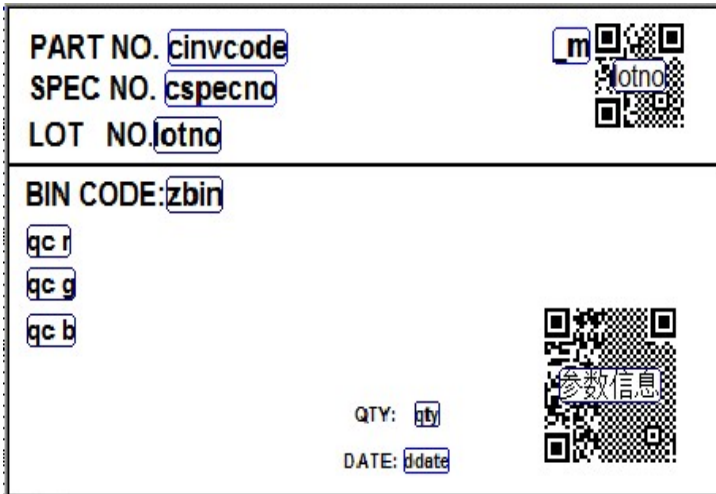 PART NO. cinvcode
_m
lotno
SPEC NO. cspecno
LOT NO. lotno
BIN CODE: zbin
qc r
qc g
qc b
参数信息
QTY: qty
DATE: ddate